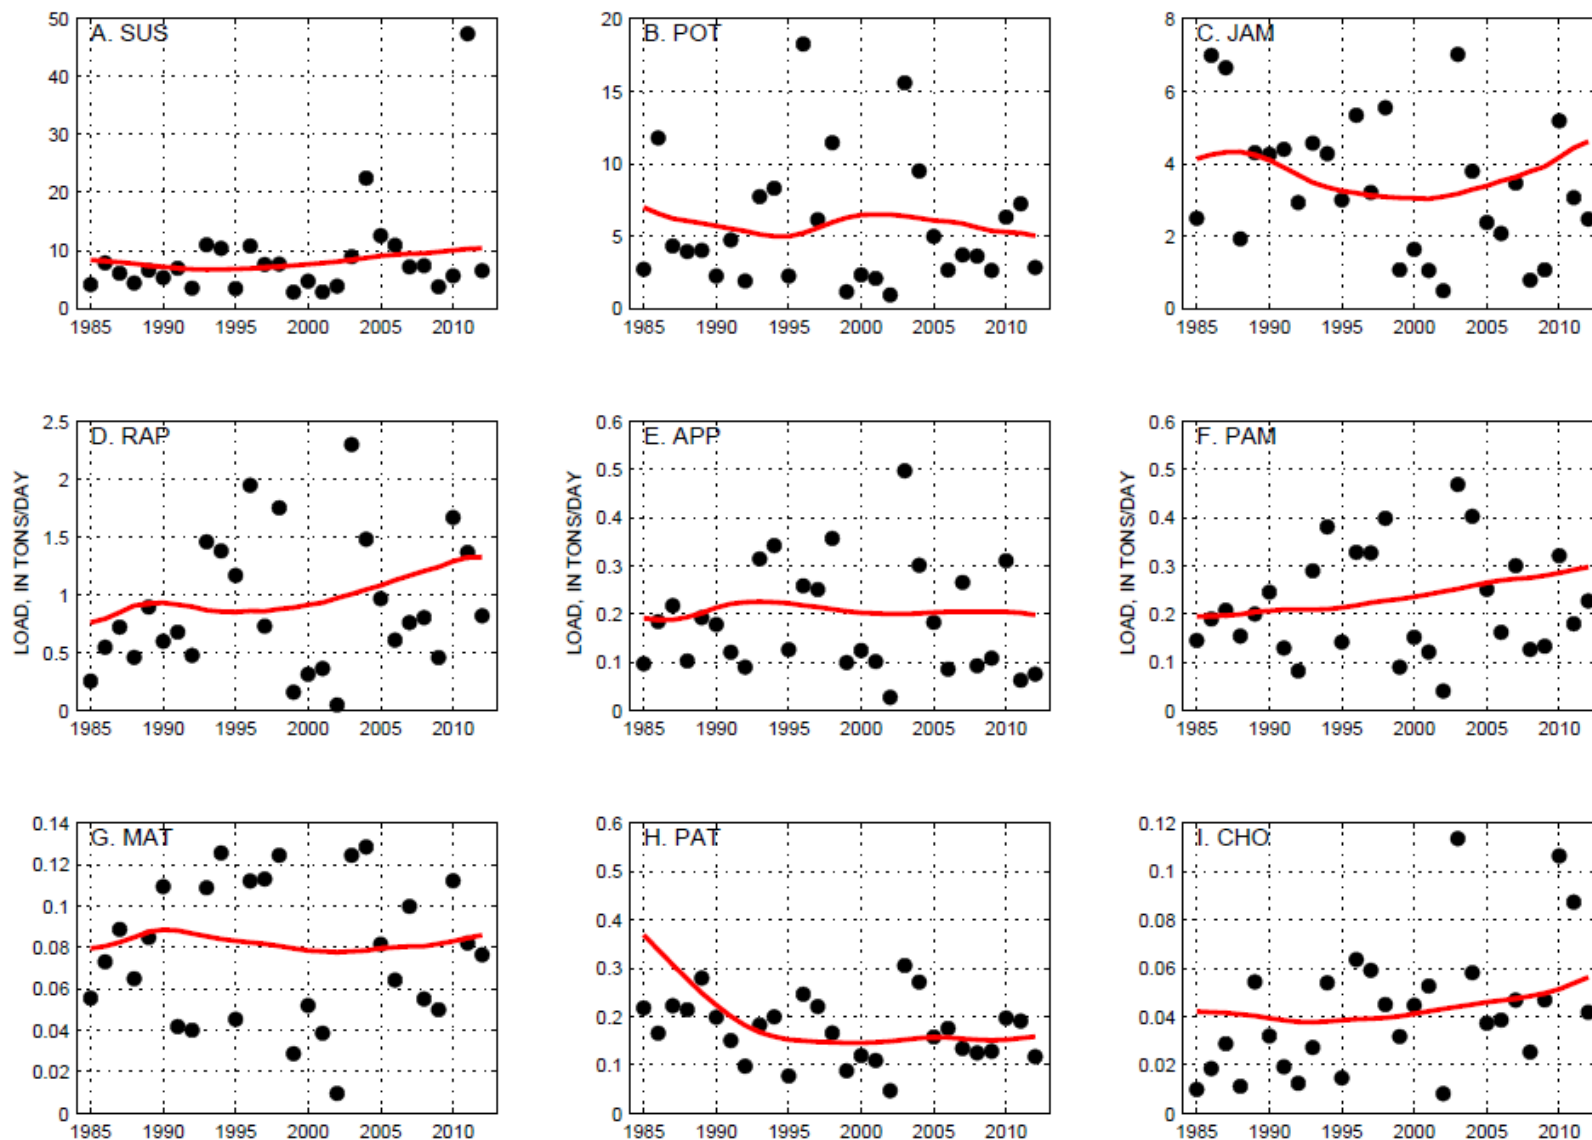 50
40
30
20
10
0
A. SUS
1985 1990 1995 2000 2005 2010
20
15
10
5
0
B. POT
1985 1990 1995 2000 2005 2010
8
6
4
2
0
C. JAM
1985 1990 1995 2000 2005 2010
LOAD, IN TONS/DAY
2.5
2
1.5
1
0.5
0
D. RAP
1985 1990 1995 2000 2005 2010
LOAD, IN TONS/DAY
0.6
0.5
0.4
0.3
0.2
0.1
0
E. APP
1985 1990 1995 2000 2005 2010
LOAD, IN TONS/DAY
0.6
0.5
0.4
0.3
0.2
0.1
0
F. PAM
1985 1990 1995 2000 2005 2010
0.14
0.12
0.1
0.08
0.06
0.04
0.02
0
G. MAT
1985 1990 1995 2000 2005 2010
0.6
0.5
0.4
0.3
0.2
0.1
0
H. PAT
1985 1990 1995 2000 2005 2010
0.12
0.1
0.08
0.06
0.04
0.02
0
I. CHO
1985 1990 1995 2000 2005 2010